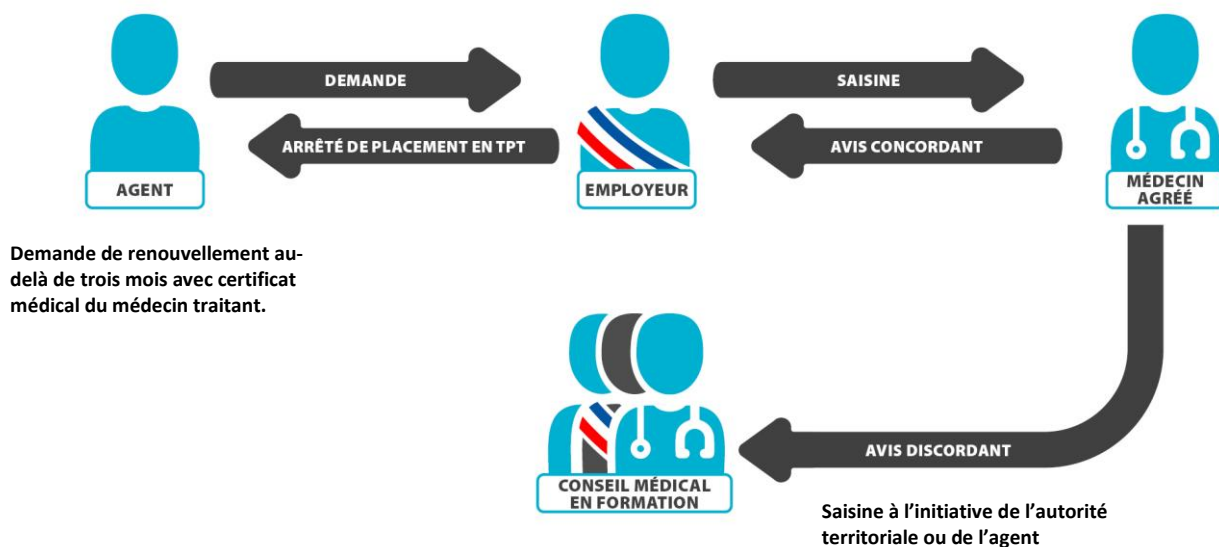 DEMANDE
SAISINE
ARRÊTÉ DE PLACEMENT EN TPT
AVIS CONCORDANT
AGENT
EMPLOYEUR
MÉDECIN
AGRÉÉ
Demande de renouvellement au-
delà de trois mois avec certificat
médical du médecin traitant.
AVIS DISCORDANT
CONSEIL MÉDICAL
EN FORMATION
Saisine à l’initiative de l’autorité
territoriale ou de l’agent